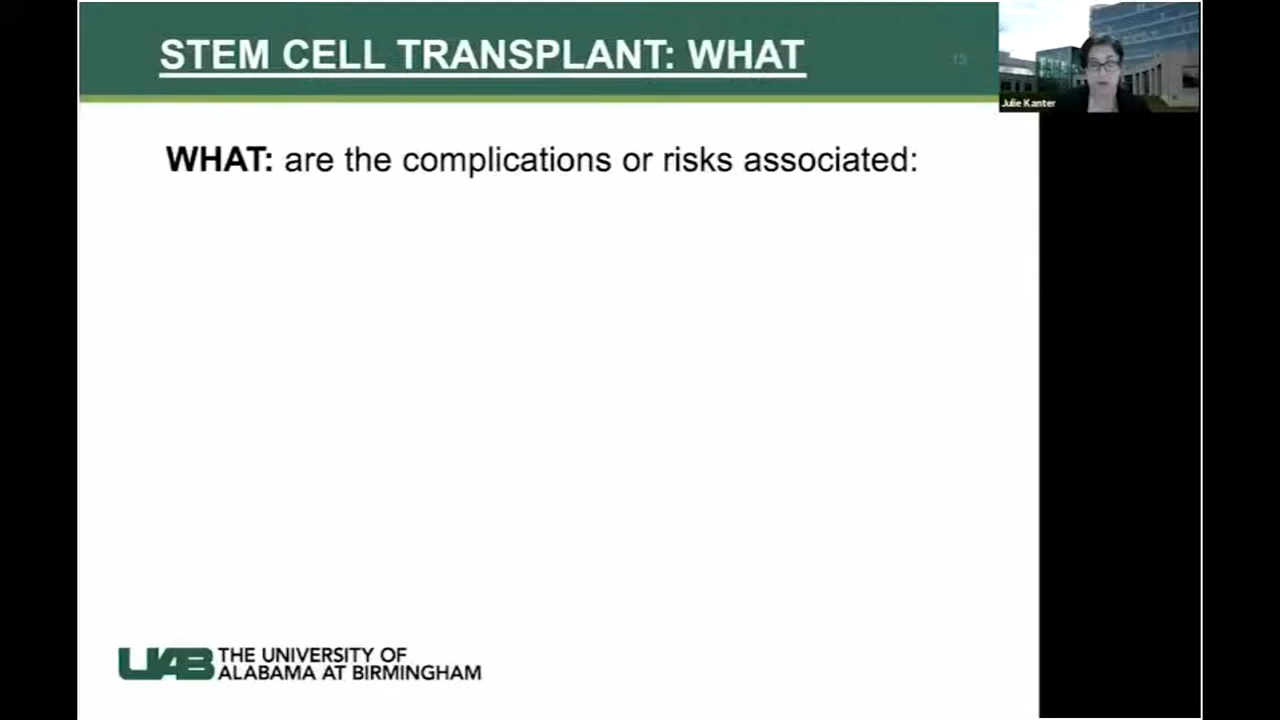 STEM CELL TRANSPLANT: WHAT
13
Julie Kanter
WHAT: are the complications or risks associated:
UAB THE UNIVERSITY OF
ALABAMA AT BIRMINGHAM